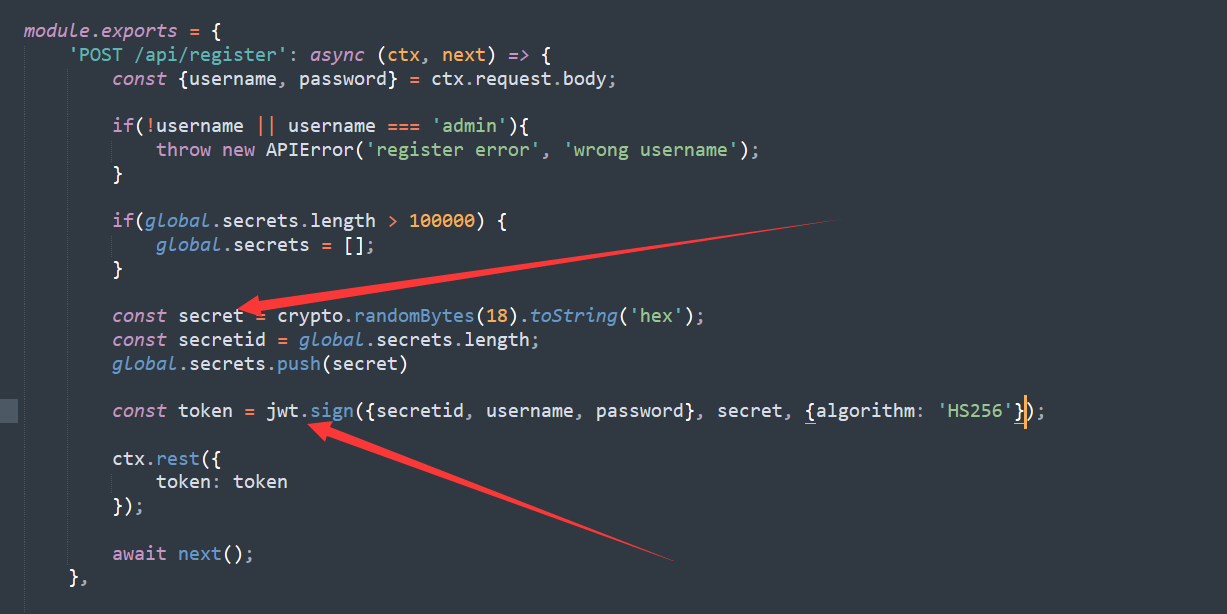 module.exports = {
'POST /api/register': async (ctx, next) => {
const {username, password} = ctx.request.body;
if(!username || username === 'admin'){
throw new APIError('register error', 'wrong username');
}
if(global.secrets.length > 100000) {
global.secrets = [];
}
const secret = crypto.randomBytes(18).toString('hex');
const secretid = global.secrets.length;
global.secrets.push(secret)
const token = jwt.sign({secretid, username, password}, secret, {algorithm: 'HS256'});
ctx.rest({
token: token
});
await next();
},